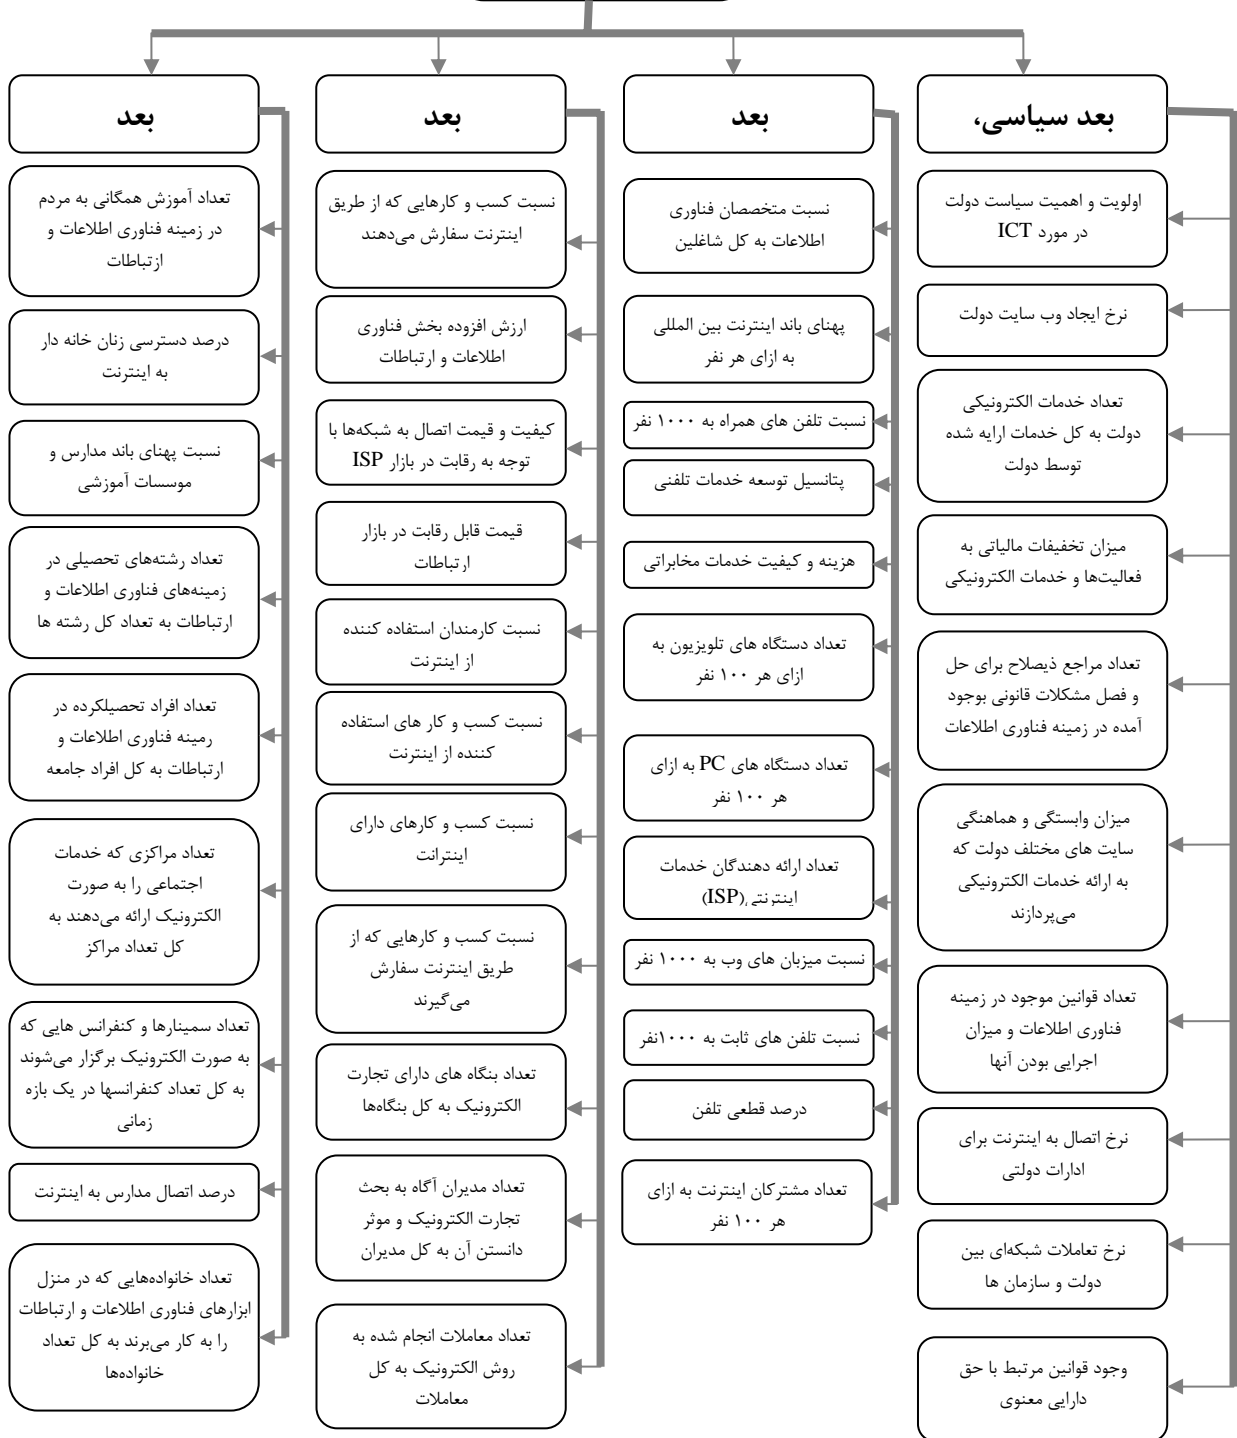 بعد سیاسی،
اولویت و اهمیت سیاست دولت
در مورد ICT
نرخ ایجاد وب سایت دولت
تعداد خدمات الکترونیکی
دولت به کل خدمات ارایه شده
توسط دولت
میزان تخفیفات مالیاتی به
فعالیت‌ها و خدمات الکترونیکی
تعداد مراجع ذیصلاح برای حل
و فصل مشکلات قانونی بوجود
آمده در زمینه فناوری اطلاعات
میزان وابستگی و هماهنگی
سایت های مختلف دولت که
به ارائه خدمات الکترونیکی
می‌پردازند
تعداد قوانین موجود در زمینه
فناوری اطلاعات و میزان
اجرایی بودن آنها
نرخ اتصال به اینترنت برای
ادارات دولتی
نرخ تعاملات شبکه‌ای بین
دولت و سازمان ها
وجود قوانین مرتبط با حق
دارایی معنوی
بعد
نسبت متخصصان فناوری
اطلاعات به کل شاغلین
پهنای باند اینترنت بین المللی
به ازای هر نفر
نسبت تلفن های همراه به ۱۰۰۰ نفر
پتانسیل توسعه خدمات تلفنی
هزینه و کیفیت خدمات مخابراتی
تعداد دستگاه های تلویزیون به
ازای هر ۱۰۰ نفر
تعداد دستگاه های PC به ازای
هر ۱۰۰ نفر
تعداد ارائه دهندگان خدمات
اینترنتی(ISP)
نسبت میزبان های وب به ۱۰۰۰ نفر
نسبت تلفن های ثابت به ۱۰۰۰نفر
درصد قطعی تلفن
تعداد مشترکان اینترنت به ازای
هر ۱۰۰ نفر
بعد
نسبت کسب و کارهایی که از طریق
اینترنت سفارش می‌دهند
ارزش افزوده بخش فناوری
اطلاعات و ارتباطات
کیفیت و قیمت اتصال به شبکه‌ها با
توجه به رقابت در بازار ISP
قیمت قابل رقابت در بازار
ارتباطات
نسبت کارمندان استفاده کننده
از اینترنت
نسبت کسب و کار های استفاده
کننده از اینترنت
نسبت کسب و کارهای دارای
اینترانت
نسبت کسب و کارهایی که از
طریق اینترنت سفارش
می‌گیرند
تعداد بنگاه های دارای تجارت
الکترونیک به کل بنگاه‌ها
تعداد مدیران آگاه به بحث
تجارت الکترونیک و موثر
دانستن آن به کل مدیران
تعداد معاملات انجام شده به
روش الکترونیک به کل
معاملات
بعد
تعداد آموزش همگانی به مردم
در زمینه فناوری اطلاعات و
ارتباطات
درصد دسترسی زنان خانه دار
به اینترنت
نسبت پهنای باند مدارس و
موسسات آموزشی
تعداد رشته‌های تحصیلی در
زمینه‌های فناوری اطلاعات و
ارتباطات به تعداد کل رشته ها
تعداد افراد تحصیلکرده در
رمینه فناوری اطلاعات و
ارتباطات به کل افراد جامعه
تعداد مراکزی که خدمات
اجتماعی را به صورت
الکترونیک ارائه می‌دهند به
کل تعداد مراکز
تعداد سمینارها و کنفرانس هایی که
به صورت الکترونیک برگزار می‌شوند
به کل تعداد کنفرانسها در یک بازه
زمانی
درصد اتصال مدارس به اینترنت
تعداد خانواده‌هایی که در منزل
ابزارهای فناوری اطلاعات و ارتباطات
را به کار می‌برند به کل تعداد
خانواده‌ها